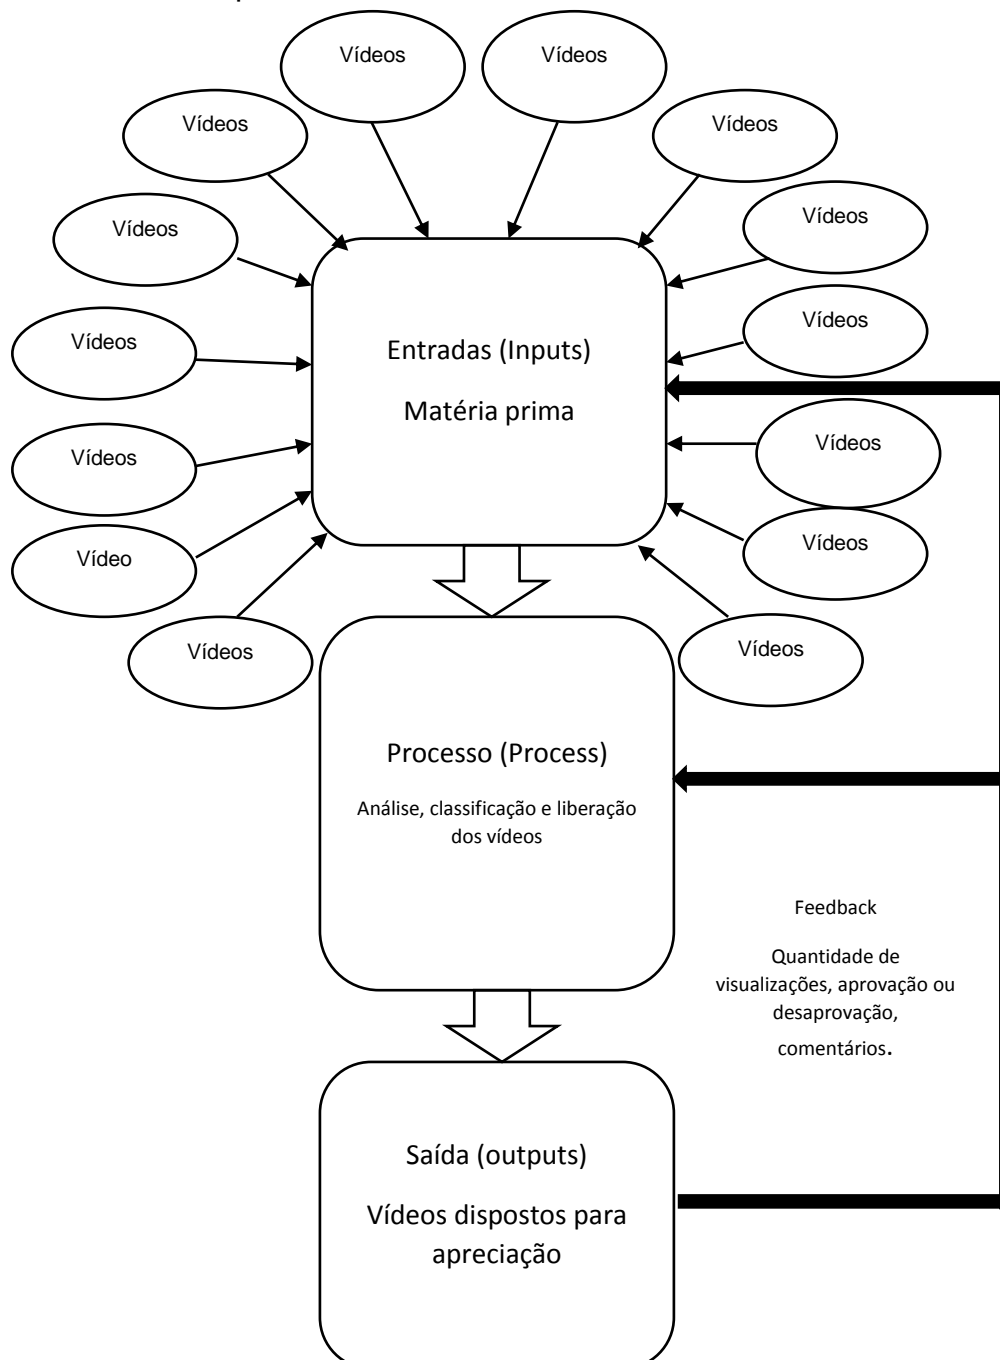 Vídeos
Vídeos
Vídeos
Vídeos
Vídeos
Vídeos
Vídeos
Vídeos
Vídeos
Vídeos
Vídeos
Vídeo
Vídeos
Vídeos
Entradas (Inputs)
Matéria prima
Processo (Process)
Análise, classificação e liberação
dos vídeos
Feedback
Quantidade de
visualizações, aprovação ou
desaprovação,
comentários.
Saída (outputs)
Vídeos dispostos para
apreciação